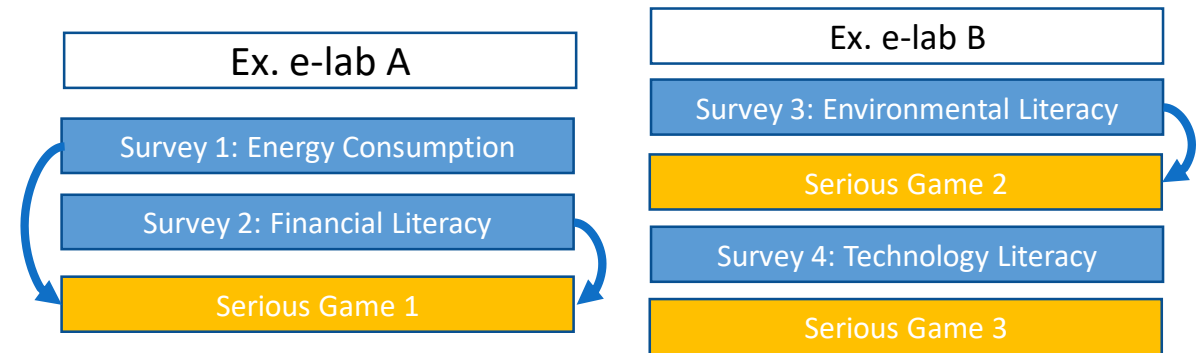 Ex. e-lab A
Survey 1: Energy Consumption
Survey 2: Financial Literacy
Serious Game 1
Ex. e-lab B
Survey 3: Environmental Literacy
Serious Game 2
Survey 4: Technology Literacy
Serious Game 3